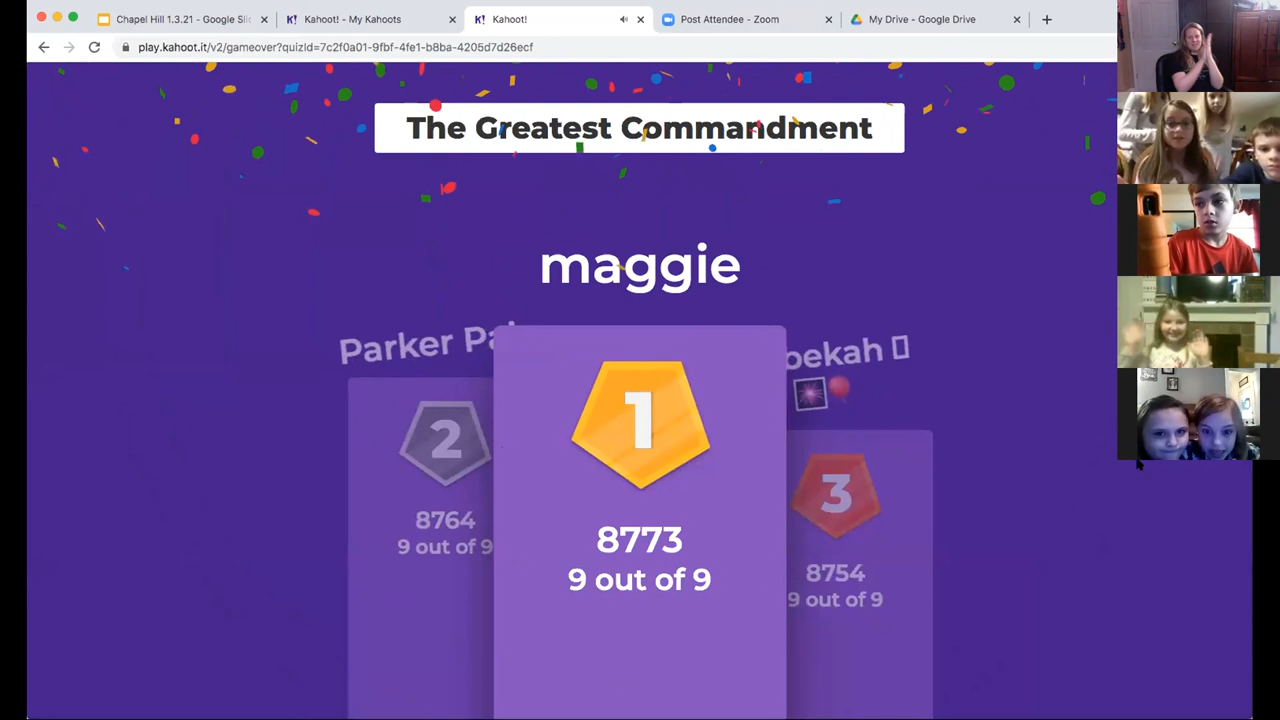 Chapel Hill 1.3.21 - Google Slid
Kahoot! - My Kahoots
Kahoot!
Post Attendee - Zoom
My Drive - Google Drive
play.kahoot.it/v2/gameover?quizId=7c2f0a01-9fbf-4fe1-b8ba-4205d7d26ecf
The Greatest Commandment
maggie
Parker Pa
bekah
1
2
3
8773
9 out of 9
8764
9 out of 9
8754
9 out of 9